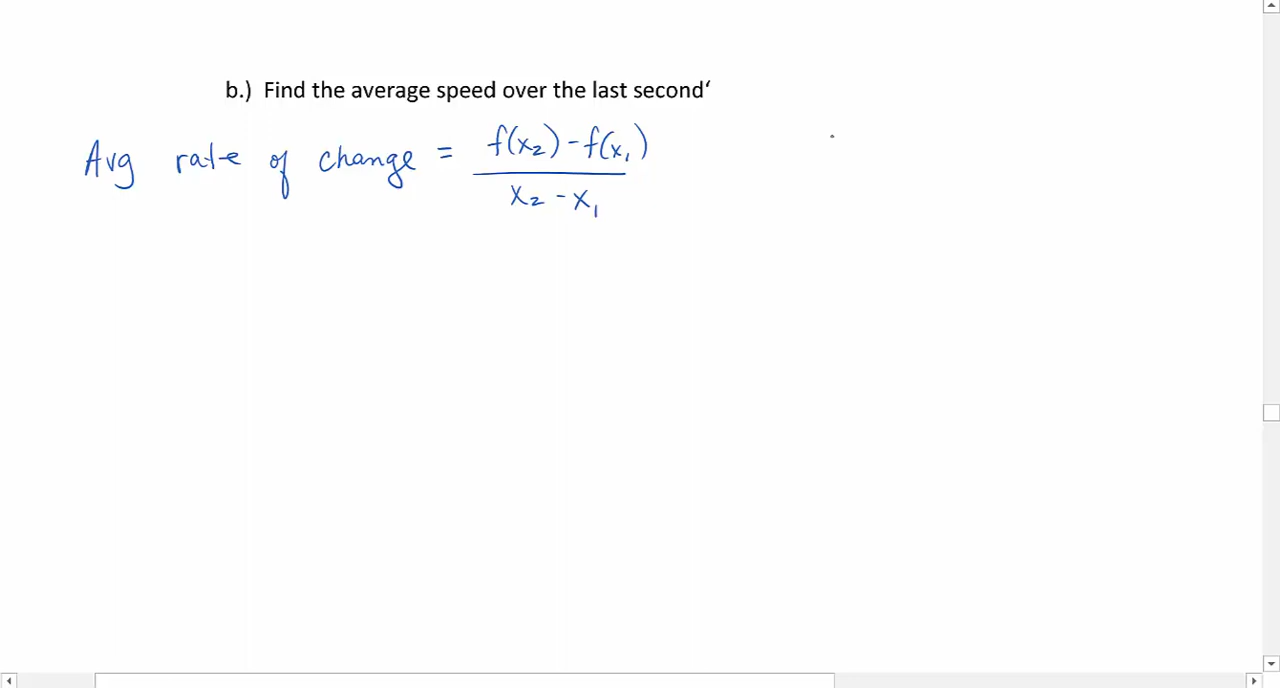 b.) Find the average speed over the last second‘
Avg rate of change = f(x₂) - f(x₁)
x₂ - x₁